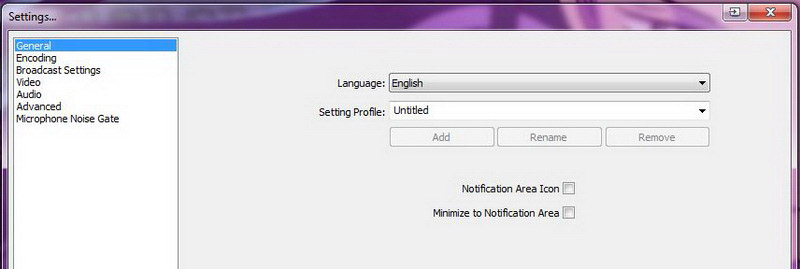 Settings...
General
Encoding
Broadcast Settings
Video
Audio
Advanced
Microphone Noise Gate
Language: English
Setting Profile: Untitled
Add Rename Remove
Notification Area Icon
Minimize to Notification Area